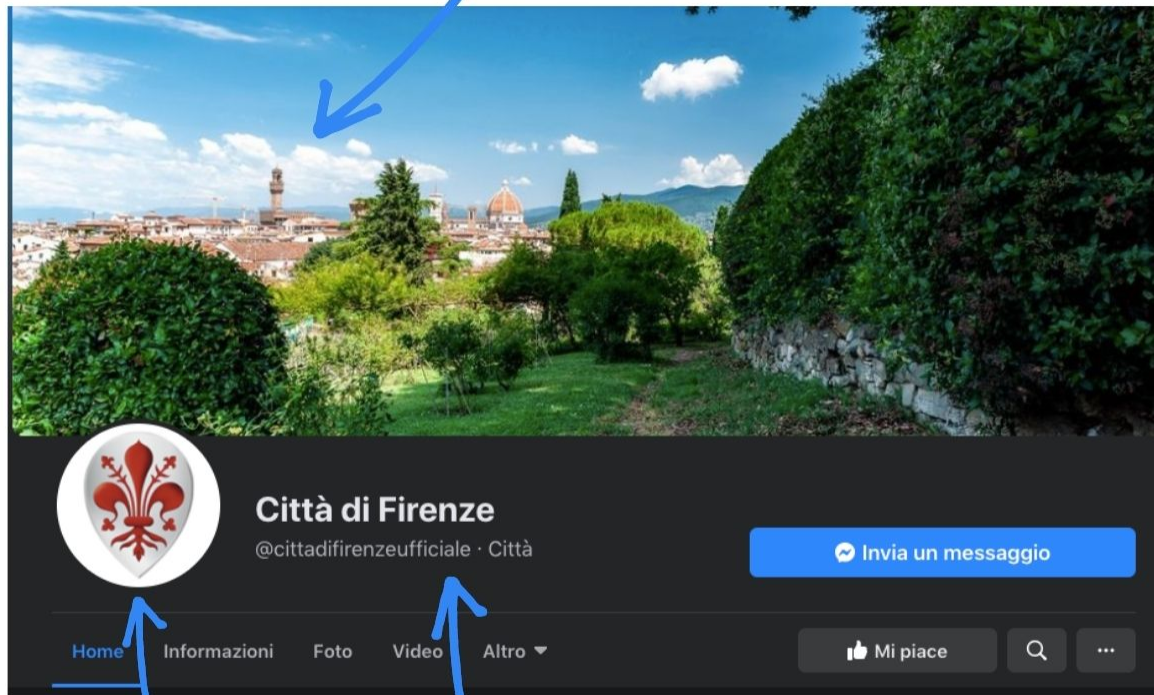 Città di Firenze
@cittadifirenzeufficiale · Città
Invia un messaggio
Home Informazioni Foto Video Altro
Mi piace